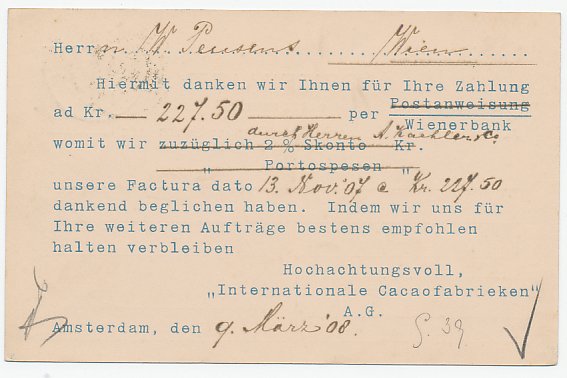 Herrn W. ........ Wien ......
Hiermit danken wir Ihnen für Ihre Zahlung
ad Kr. 227.50 per Postanweisung
Wienerbank
durch Herren A. & Co
womit wir zuzüglich 2 % Skonto Kr.
" Portospesen "
unsere Factura dato 13. Nov. 07 a Kr. 227.50
dankend beglichen haben. Indem wir uns für
Ihre weiteren Aufträge bestens empfohlen
halten verbleiben
Hochachtungsvoll,
„Internationale Cacaofabrieken"
A.G.
Amsterdam, den 9. März '08.
S. 39